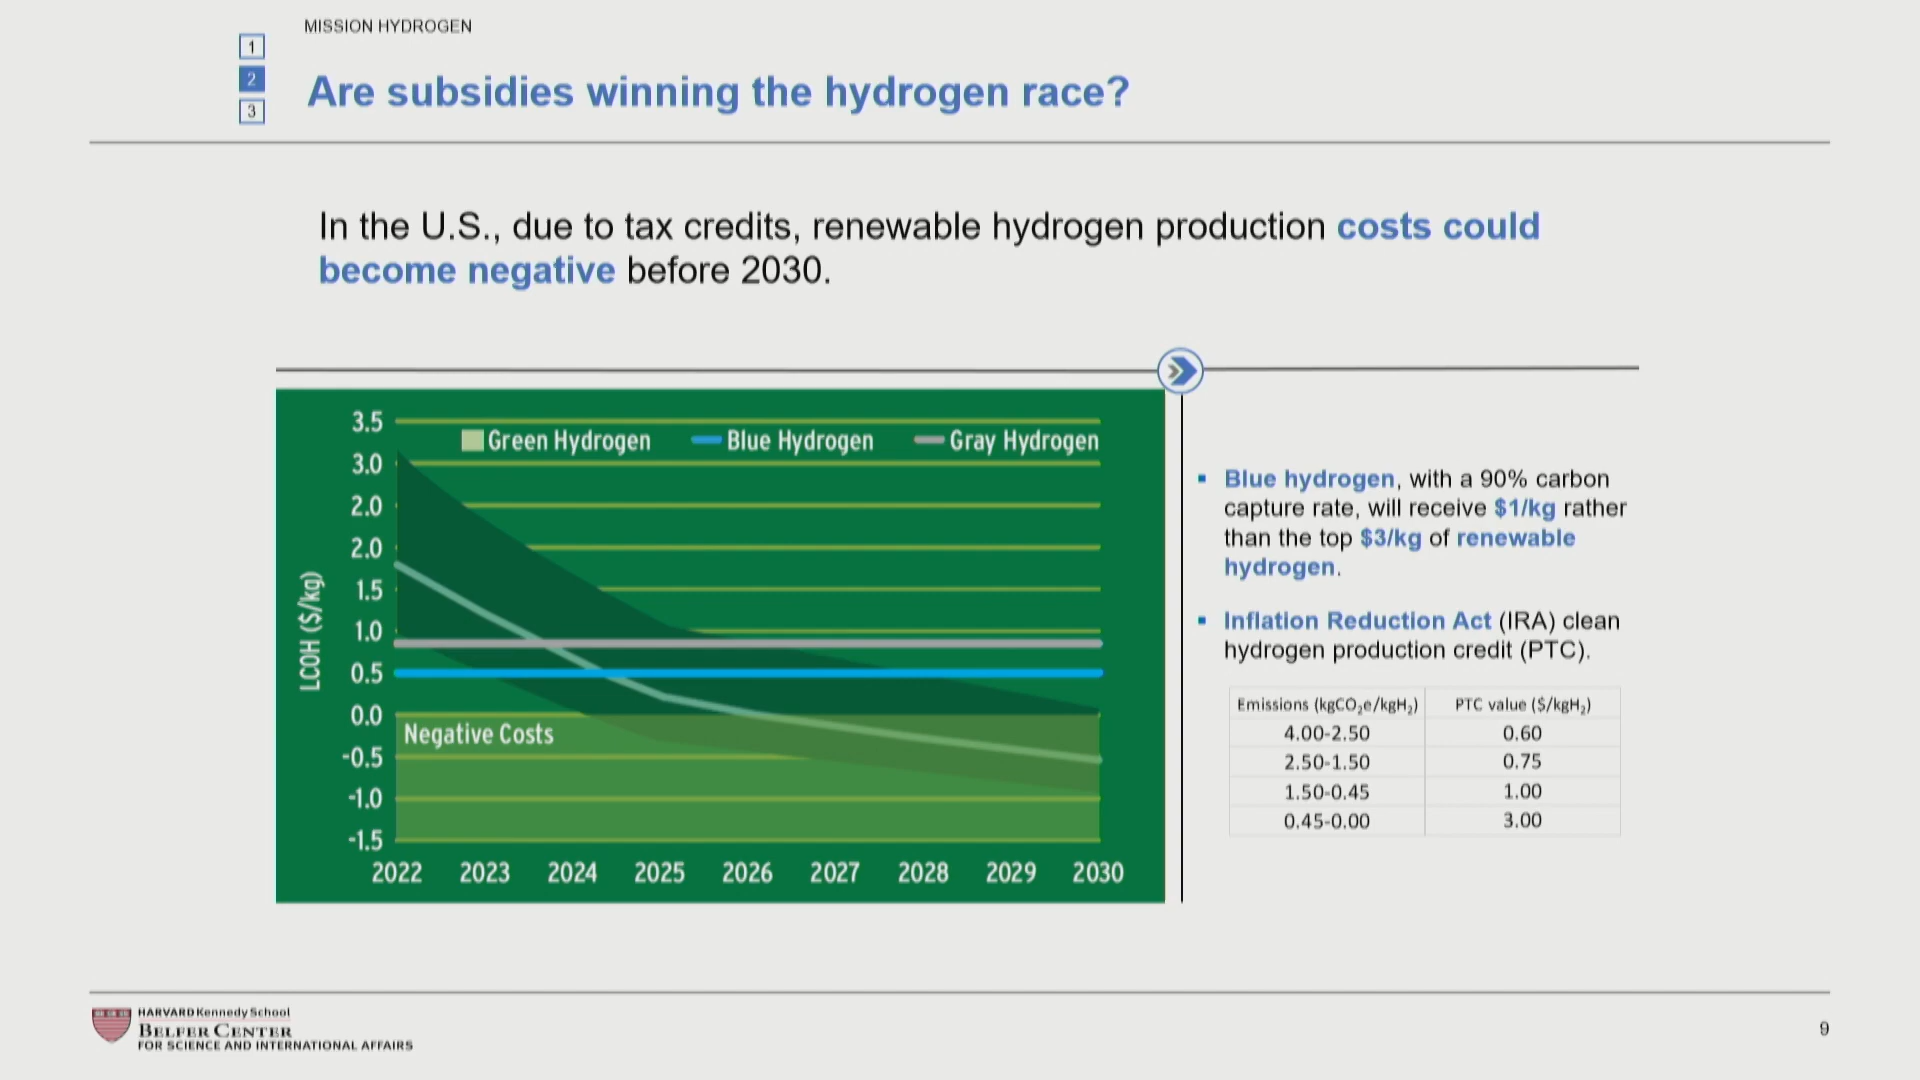 MISSION HYDROGEN
1
2
3
Are subsidies winning the hydrogen race?
In the U.S., due to tax credits, renewable hydrogen production costs could
become negative before 2030.
3.5
3.0
2.0
2.0
1.5
1.0
0.5
0.0
-0.5
-1.0
-1.5
LCOH ($/kg)
Green Hydrogen
Blue Hydrogen
Gray Hydrogen
Negative Costs
2022 2023 2024 2025 2026 2027 2028 2029 2030
▪ Blue hydrogen, with a 90% carbon
capture rate, will receive $1/kg rather
than the top $3/kg of renewable
hydrogen.
▪ Inflation Reduction Act (IRA) clean
hydrogen production credit (PTC).
Emissions (kgCO₂e/kgH₂) PTC value ($/kgH₂)
4.00-2.50 0.60
2.50-1.50 0.75
1.50-0.45 1.00
0.45-0.00 3.00
HARVARD Kennedy School
BELFER CENTER
FOR SCIENCE AND INTERNATIONAL AFFAIRS
9